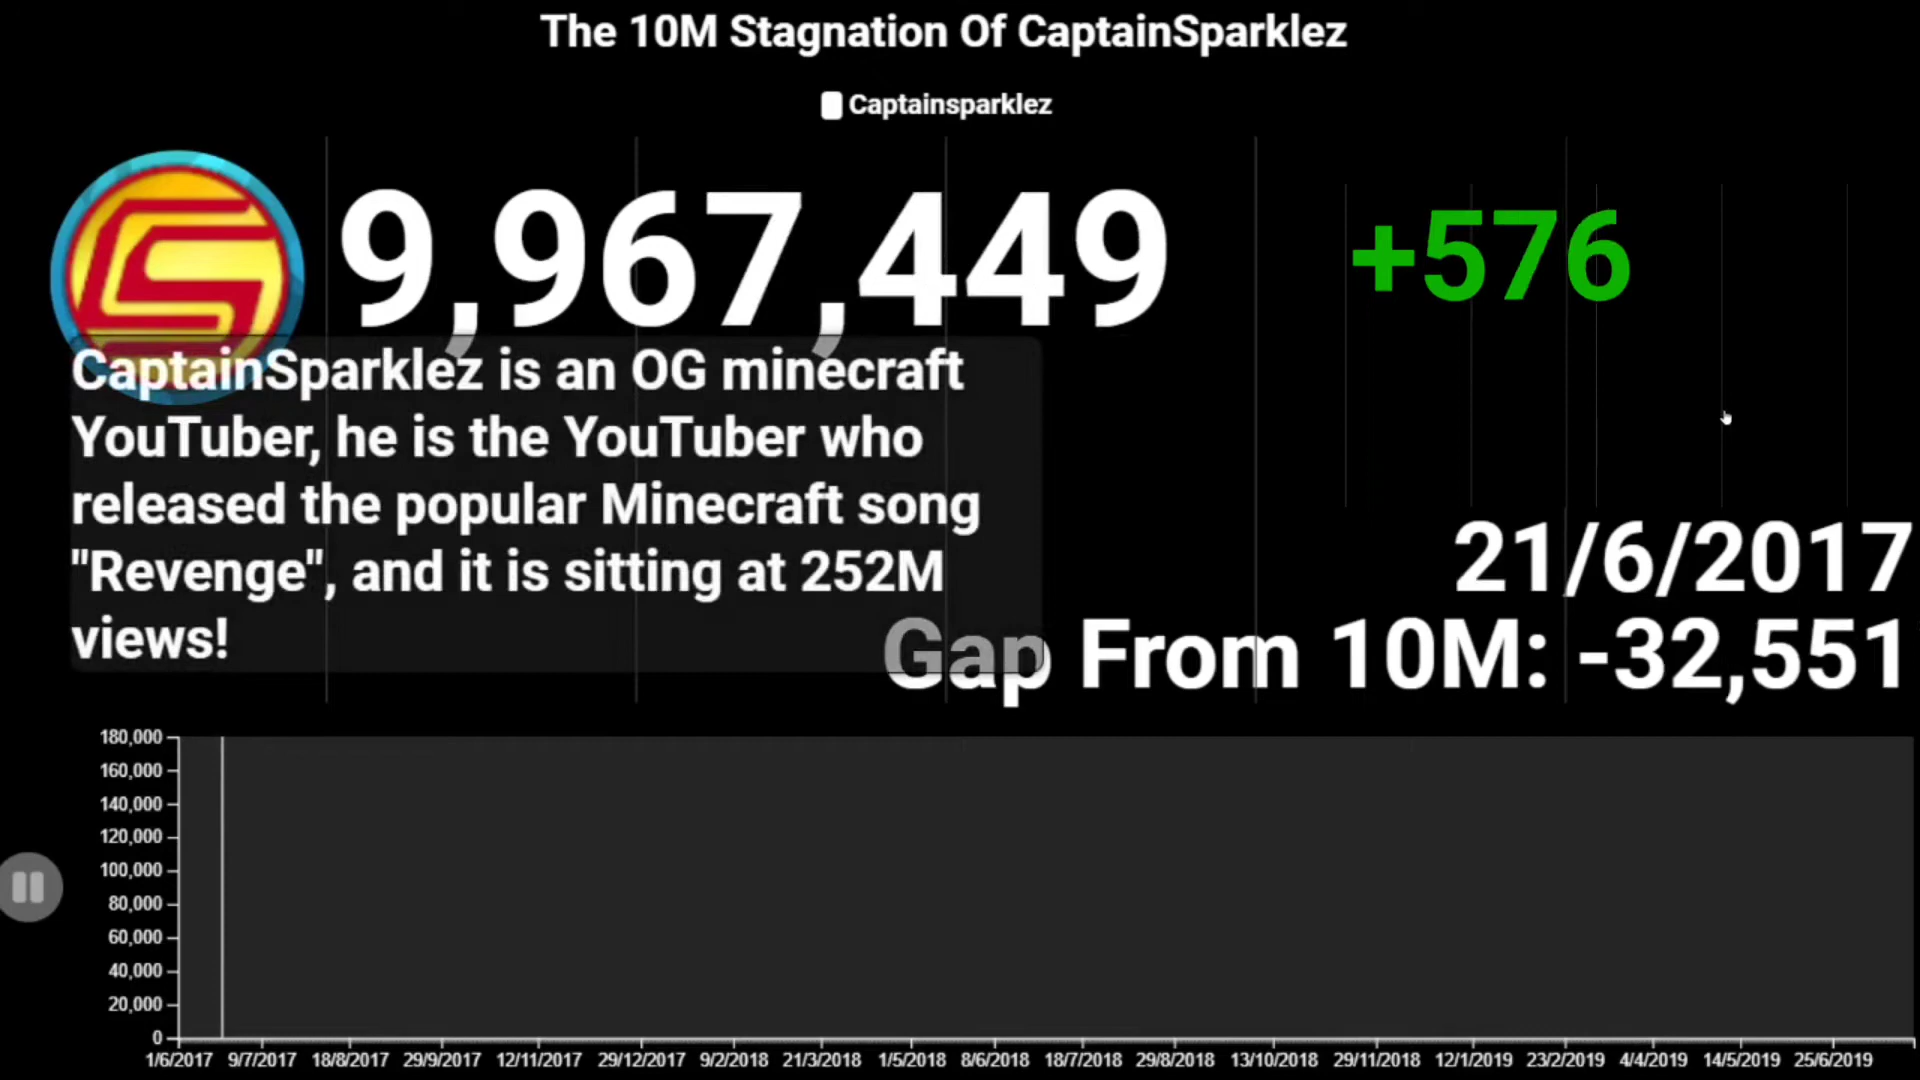 The 10M Stagnation Of CaptainSparklez
Captainsparklez
9,967,449
+576
CaptainSparklez is an OG minecraft
YouTuber, he is the YouTuber who
released the popular Minecraft song
"Revenge", and it is sitting at 252M
views!
21/6/2017
Gap From 10M: -32,551
180,000
160,000
140,000
120,000
100,000
80,000
60,000
40,000
20,000
0
1/6/2017 9/7/2017 18/8/2017 29/9/2017 12/11/2017 29/12/2017 9/2/2018 21/3/2018 1/5/2018 8/6/2018 18/7/2018 29/8/2018 13/10/2018 29/11/2018 12/1/2019 23/2/2019 4/4/2019 14/5/2019 25/6/2019